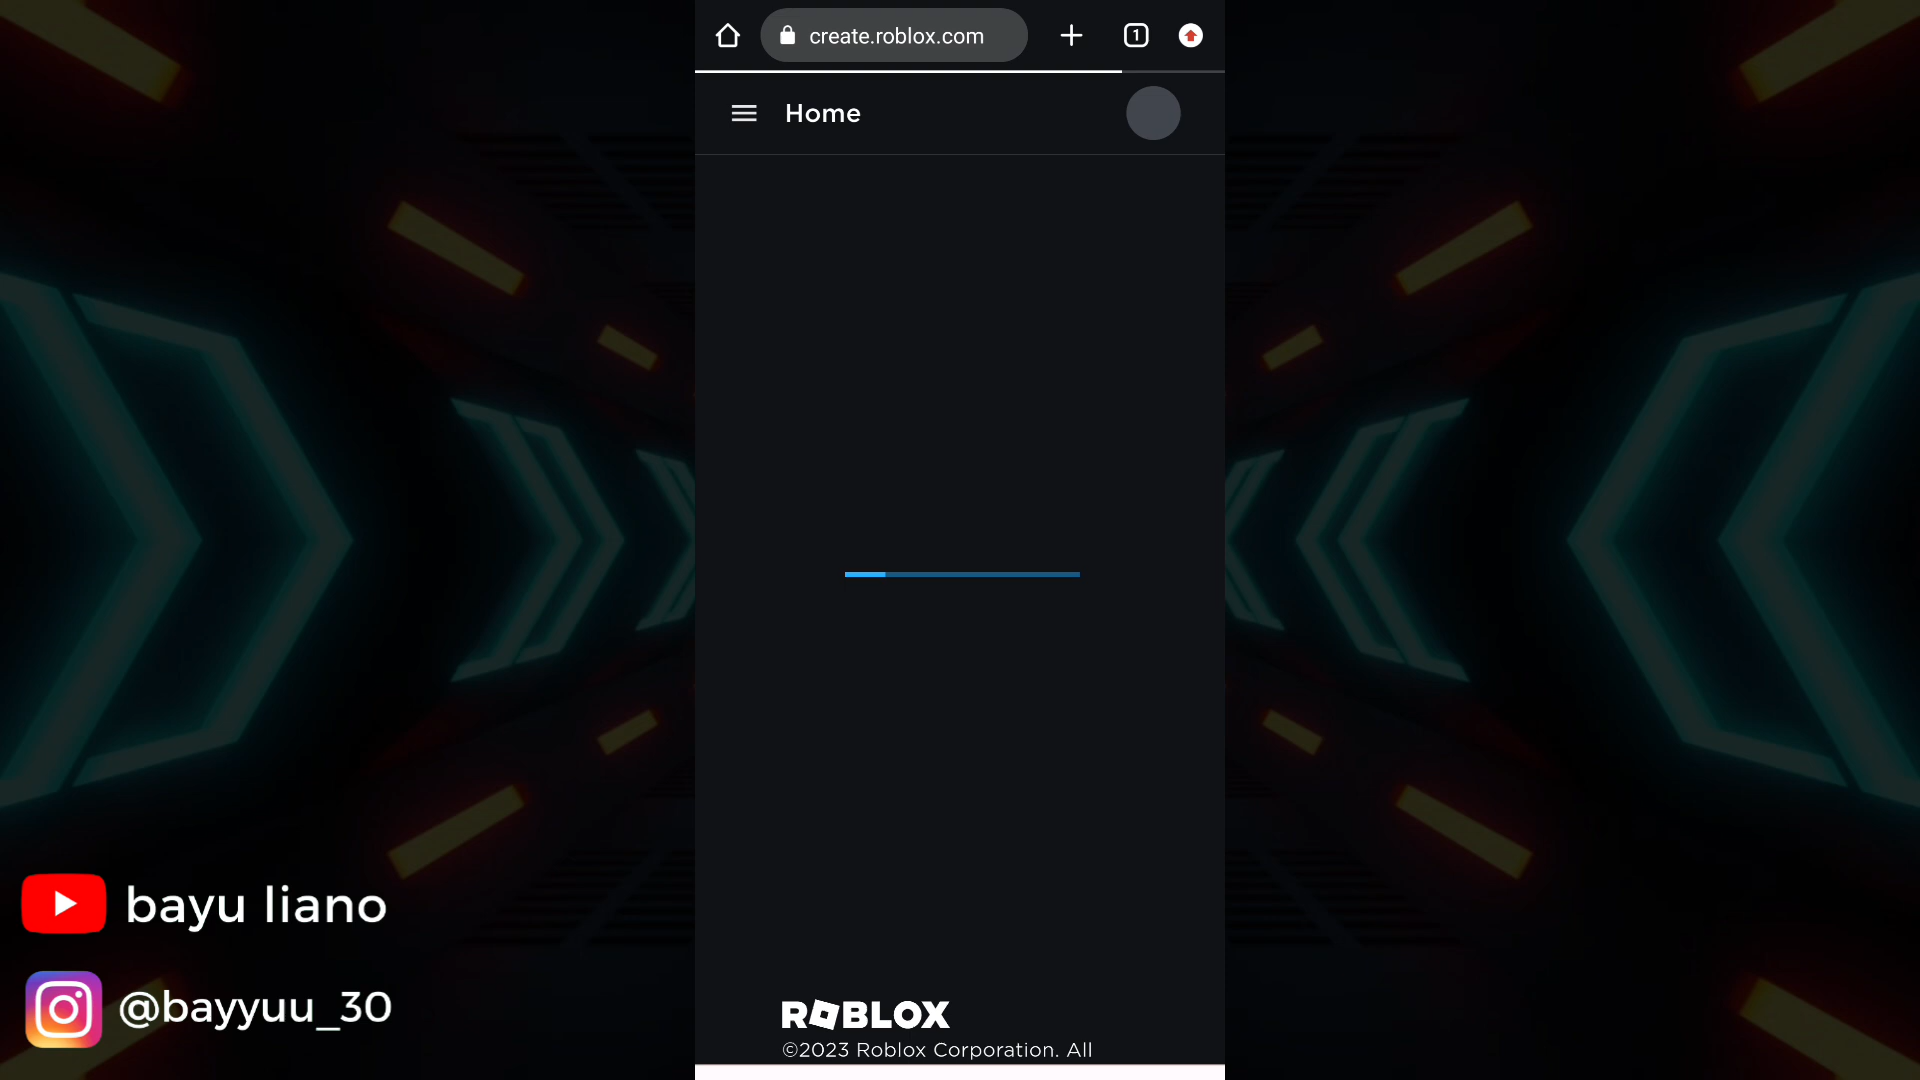 create.roblox.com
1
Home
bayu liano
@bayyuu_30
ROBLOX
©2023 Roblox Corporation. All